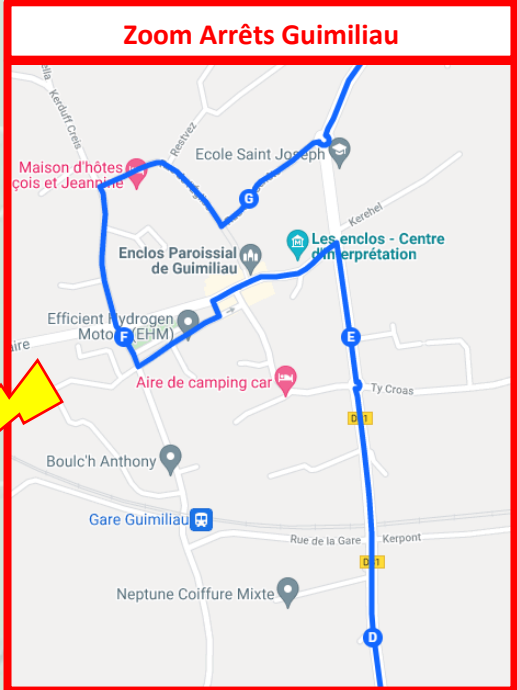 Zoom Arrêts Guimiliau
ella
Kerduff Creis
Restvez
Ecole Saint Joseph
Maison d'hôtes
çois et Jeannine
G
Kerehel
Enclos Paroissial
de Guimiliau
Les enclos - Centre
d'interprétation
Efficient Hydrogen
Motors (EHM)
aire
F
E
Aire de camping car
Ty Croas
Boulc'h Anthony
Gare Guimiliau
Rue de la Gare
Kerpont
Neptune Coiffure Mixte
D